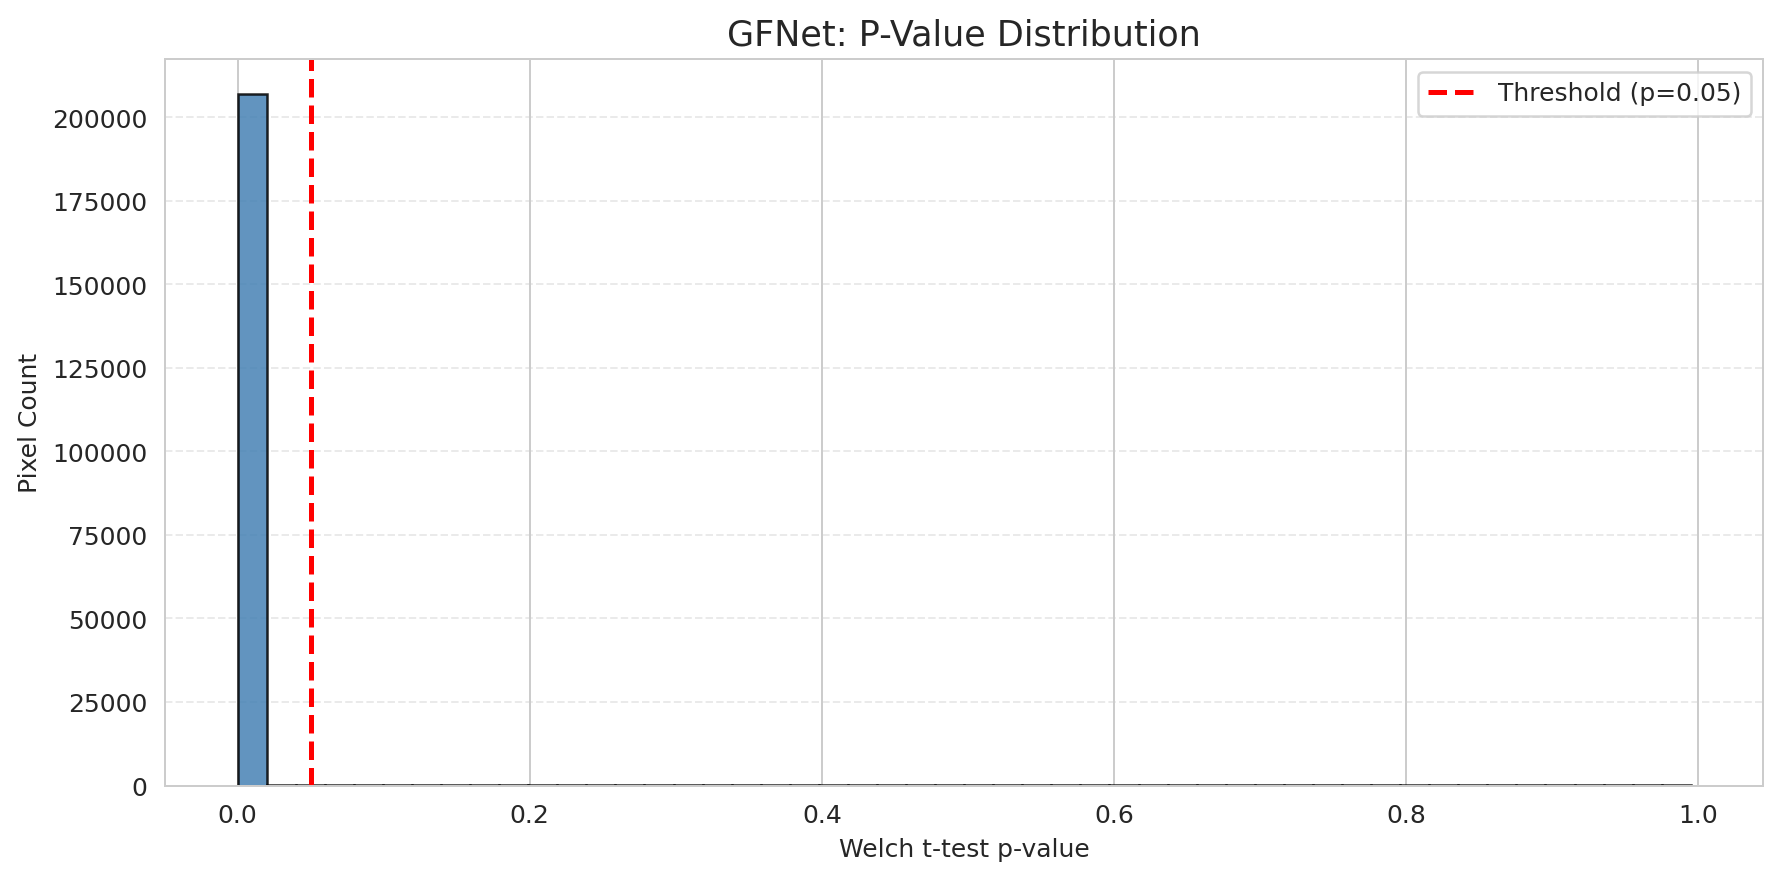 GFNet: P-Value Distribution
Threshold (p=0.05)
200000
175000
150000
125000
100000
75000
50000
25000
0
Pixel Count
0.0 0.2 0.4 0.6 0.8 1.0
Welch t-test p-value